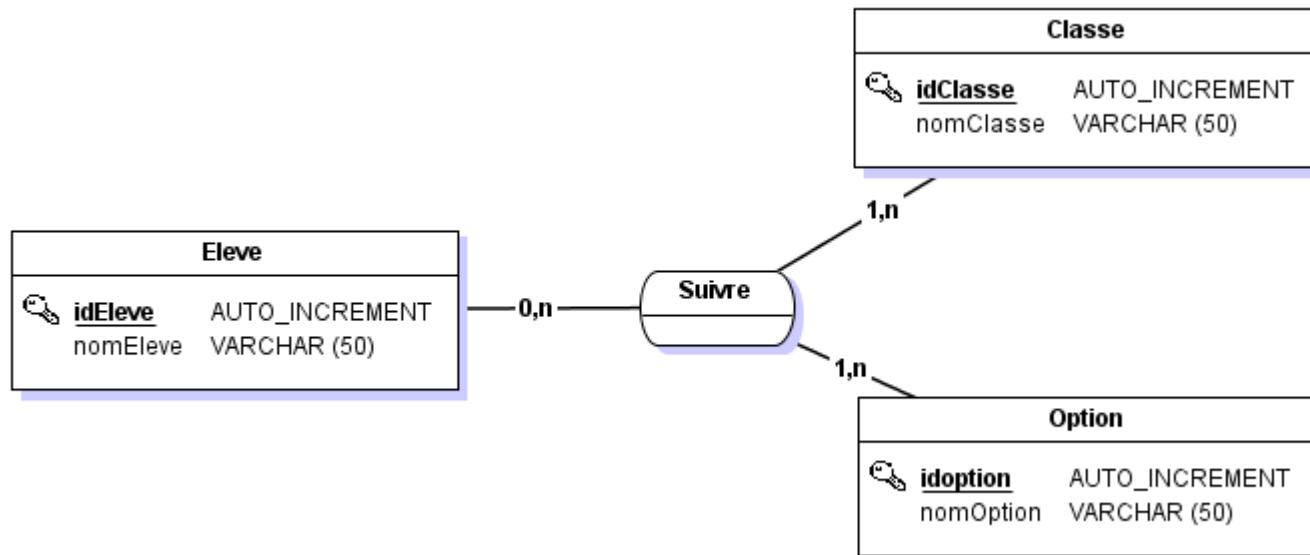 Classe
idClasse AUTO_INCREMENT
nomClasse VARCHAR (50)
1,n
Eleve
idEleve AUTO_INCREMENT
nomEleve VARCHAR (50)
0,n
Suivre
1,n
Option
idoption AUTO_INCREMENT
nomOption VARCHAR (50)